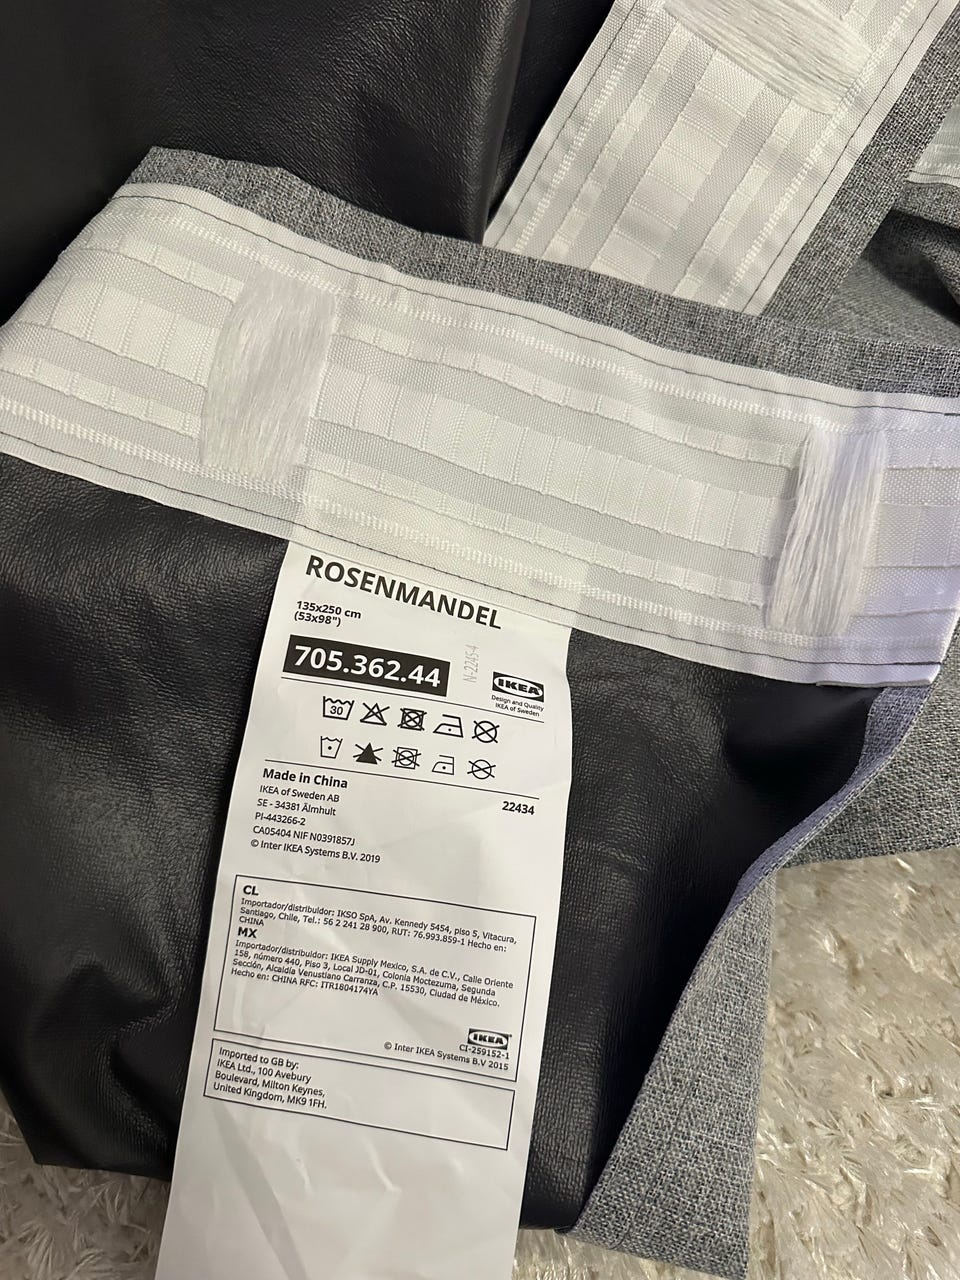 ROSENMANDEL
135x250 cm
(53x98")
705.362.44
N-2245-4
IKEA
Design and Quality
IKEA of Sweden
30
Made in China
22434
IKEA of Sweden AB
SE - 34381 Älmhult
PI-443266-2
CA05404 NIF N0391857J
© Inter IKEA Systems B.V. 2019
CL
Importador/distribuidor: IKSO SpA, Av. Kennedy 5454, piso 5, Vitacura,
Santiago, Chile, Tel.: 56 2 241 28 900, RUT: 76.993.859-1 Hecho en:
CHINA
MX
Importador/distribuidor: IKEA Supply Mexico, S.A. de C.V., Calle Oriente
158, número 440, Piso 3, Local JD-01, Colonia Moctezuma, Segunda
Sección, Alcaldía Venustiano Carranza, C.P. 15530, Ciudad de México.
Hecho en: CHINA RFC: ITR1804174YA
IKEA
CI-259152-1
© Inter IKEA Systems B.V 2015
Imported to GB by:
IKEA Ltd., 100 Avebury
Boulevard, Milton Keynes,
United Kingdom, MK9 1FH.